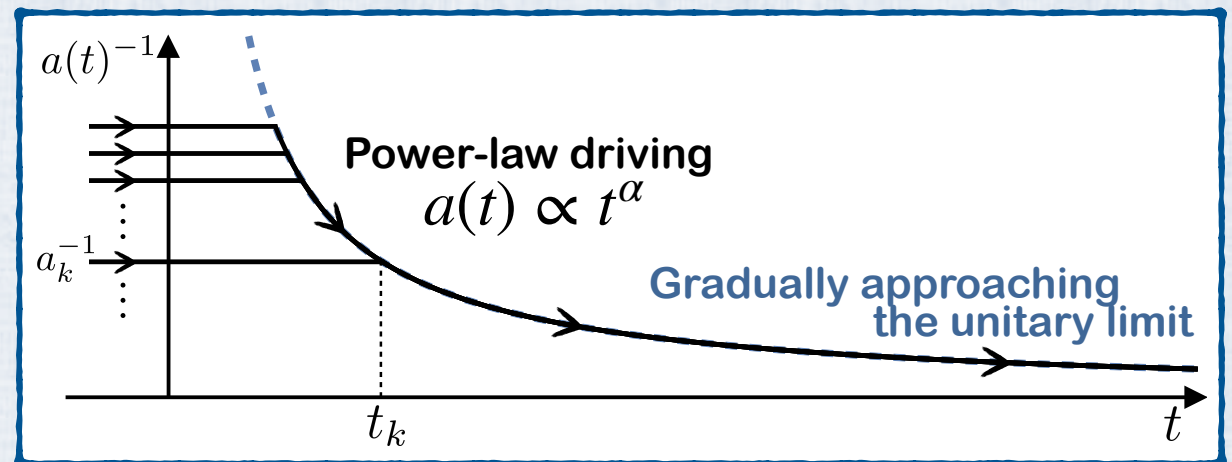 a(t)⁻¹
Power-law driving
a(t) ∝ t^α
a_k⁻¹
Gradually approaching
the unitary limit
t_k
t